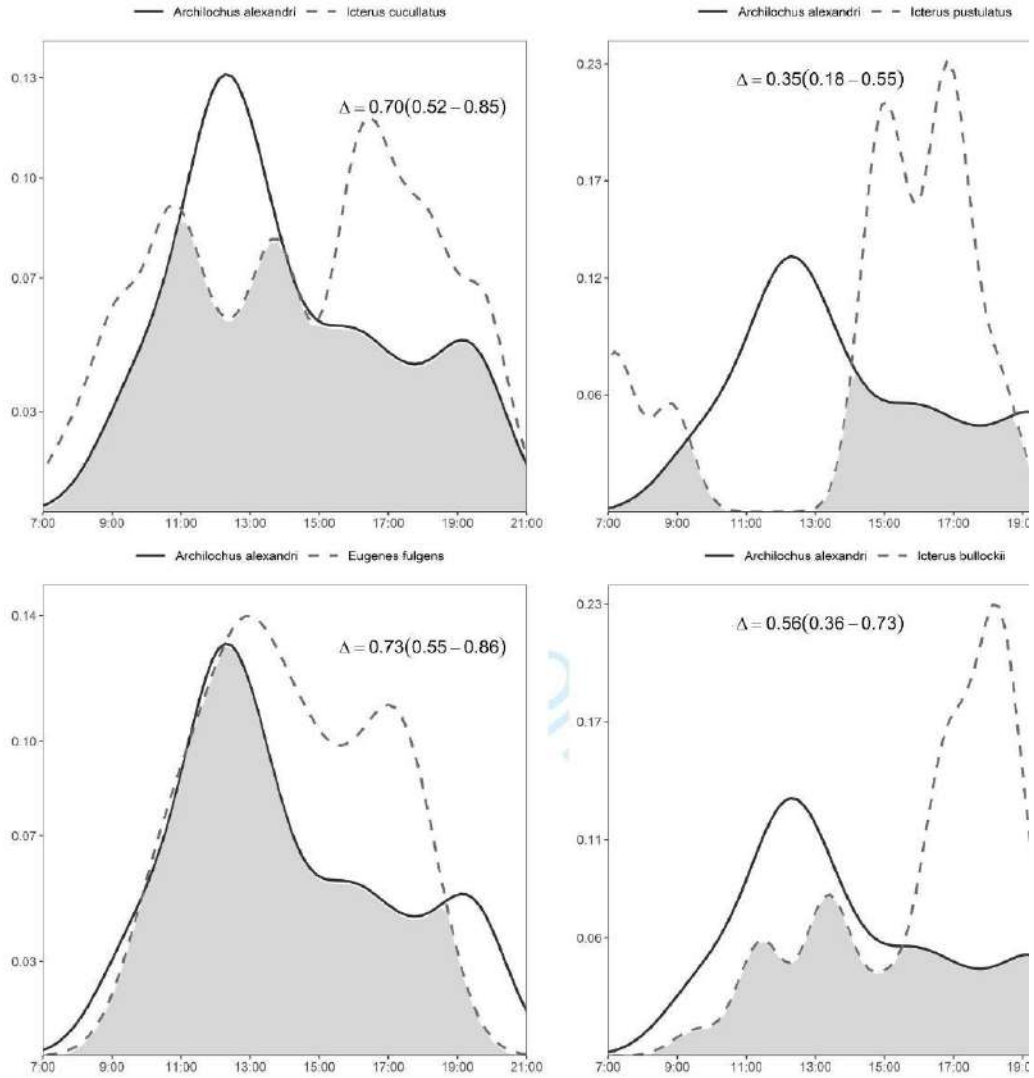 Archilochus alexandri Icterus cucullatus
0.13
0.10
0.07
0.03
Δ = 0.70(0.52 – 0.85)
7:00 9:00 11:00 13:00 15:00 17:00 19:00 21:00
Archilochus alexandri Icterus pustulatus
0.23
0.17
0.12
0.06
Δ = 0.35(0.18 – 0.55)
7:00 9:00 11:00 13:00 15:00 17:00 19:0
Archilochus alexandri Eugenes fulgens
0.14
0.10
0.07
0.03
Δ = 0.73(0.55 – 0.86)
7:00 9:00 11:00 13:00 15:00 17:00 19:00 21:00
Archilochus alexandri Icterus bullockii
0.23
0.17
0.11
0.06
Δ = 0.56(0.36 – 0.73)
7:00 9:00 11:00 13:00 15:00 17:00 19:0